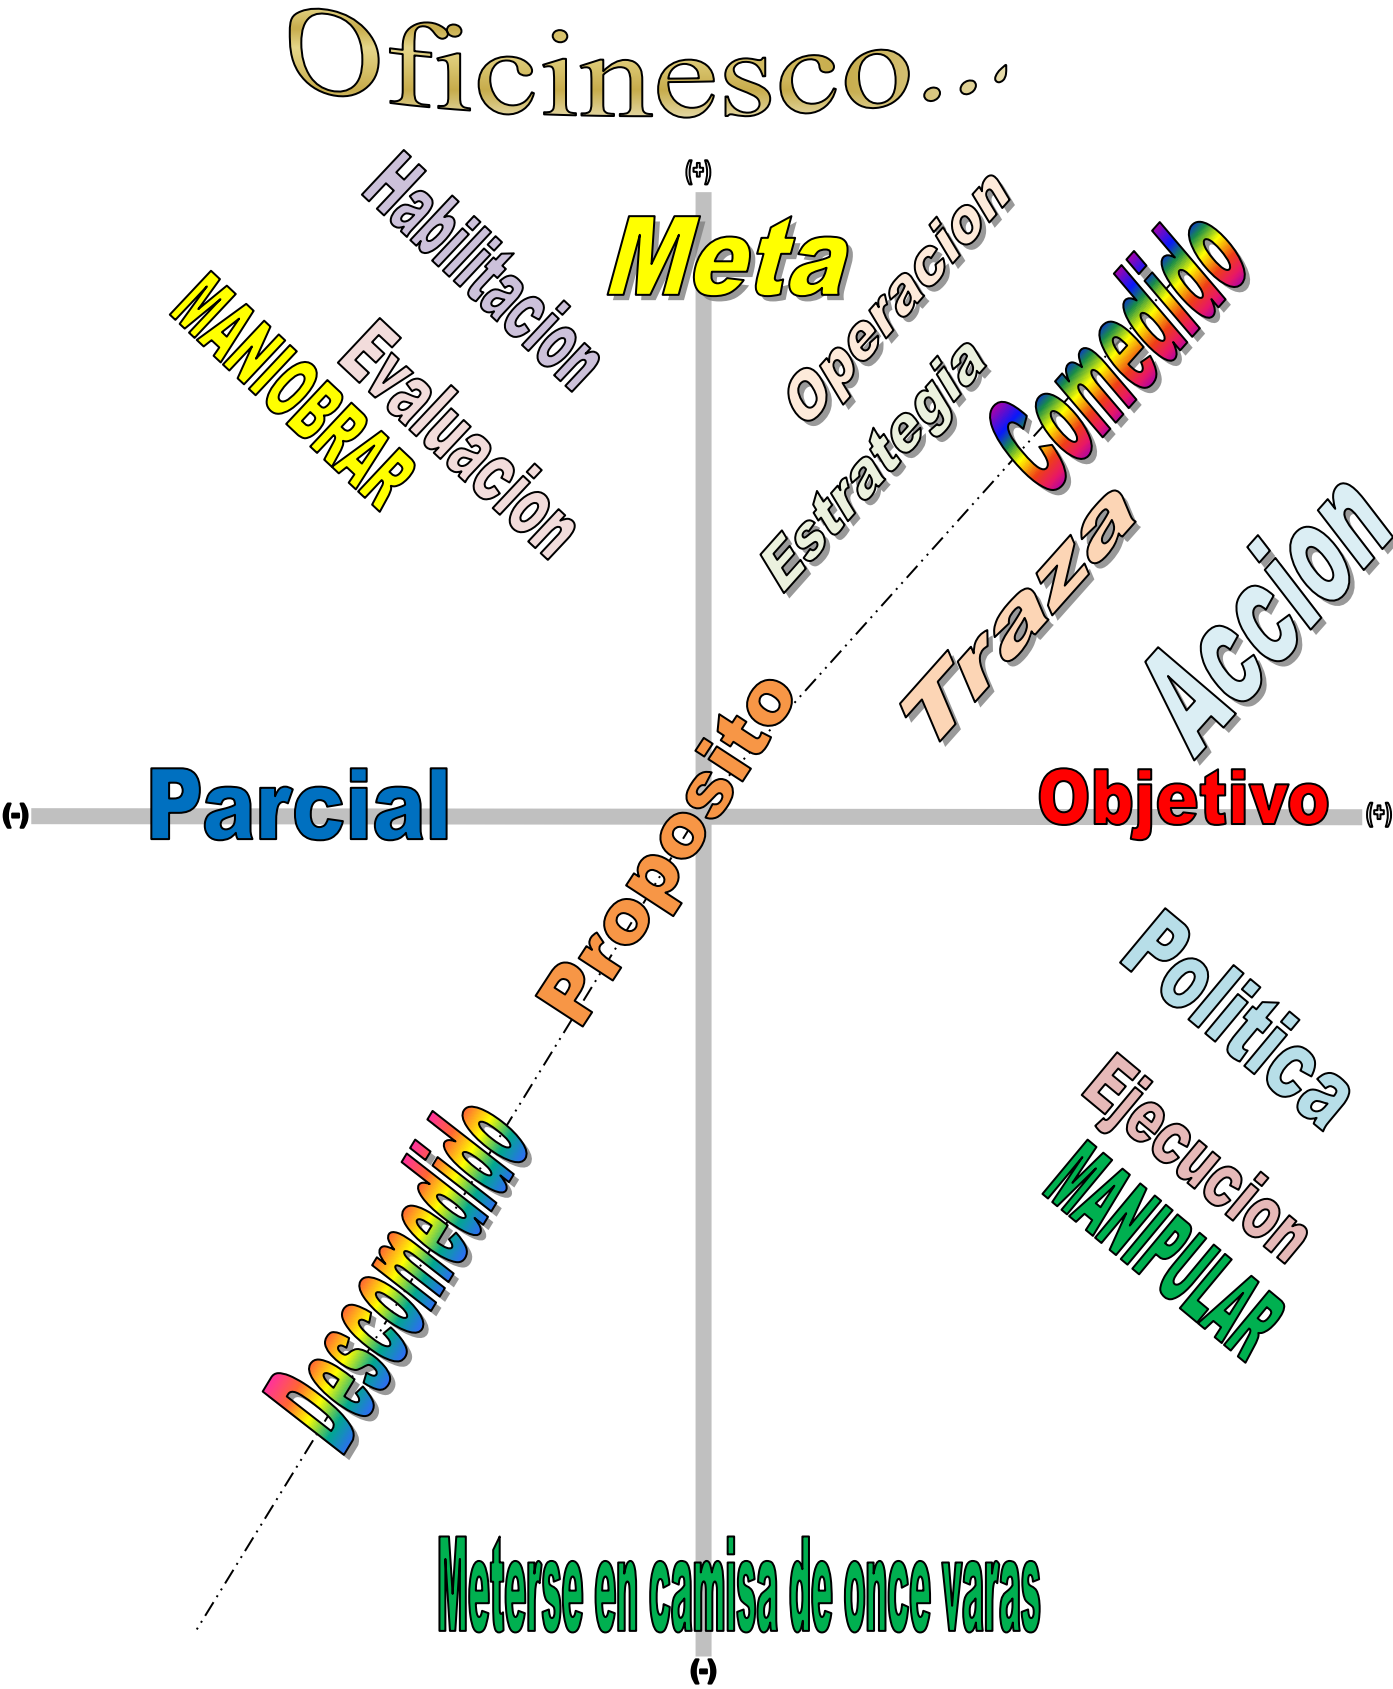 Oficinesco...
(+)
Habilitacion
Meta
Operacion
Comedido
MANIOBRAR
Evaluacion
Estrategia
Traza
Accion
Proposito
(-)
Parcial
Objetivo
(+)
Politica
Ejecucion
MANIPULAR
Descomedido
Meterse en camisa de once varas
(-)